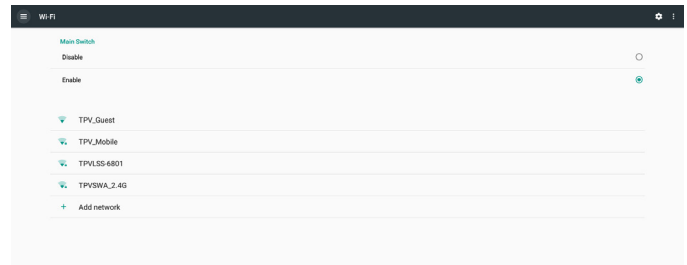 Wi-Fi
Main Switch
Disable
Enable
TPV_Guest
TPV_Mobile
TPVLSS-6801
TPVSWA_2.4G
Add network